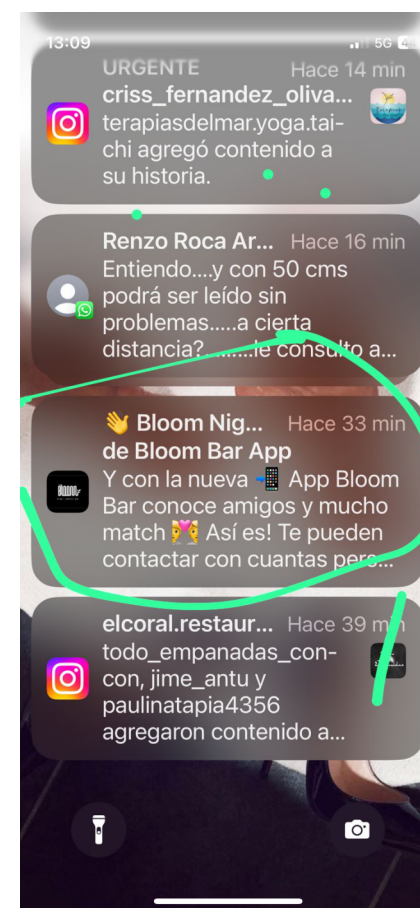 13:09 5G
URGENTE Hace 14 min
criss_fernandez_oliva...
terapiasdelmar.yoga.tai-
chi agregó contenido a
su historia.
Renzo Roca Ar... Hace 16 min
Entiendo....y con 50 cms
podrá ser leído sin
problemas.....a cierta
distancia?.........le consulto a...
👋 Bloom Nig... Hace 33 min
de Bloom Bar App
Y con la nueva 📲 App Bloom
Bar conoce amigos y mucho
match 👯 Así es! Te pueden
contactar con cuantas pers...
elcoral.restaur... Hace 39 min
todo_empanadas_con-
con, jime_antu y
paulinatapia4356
agregaron contenido a...